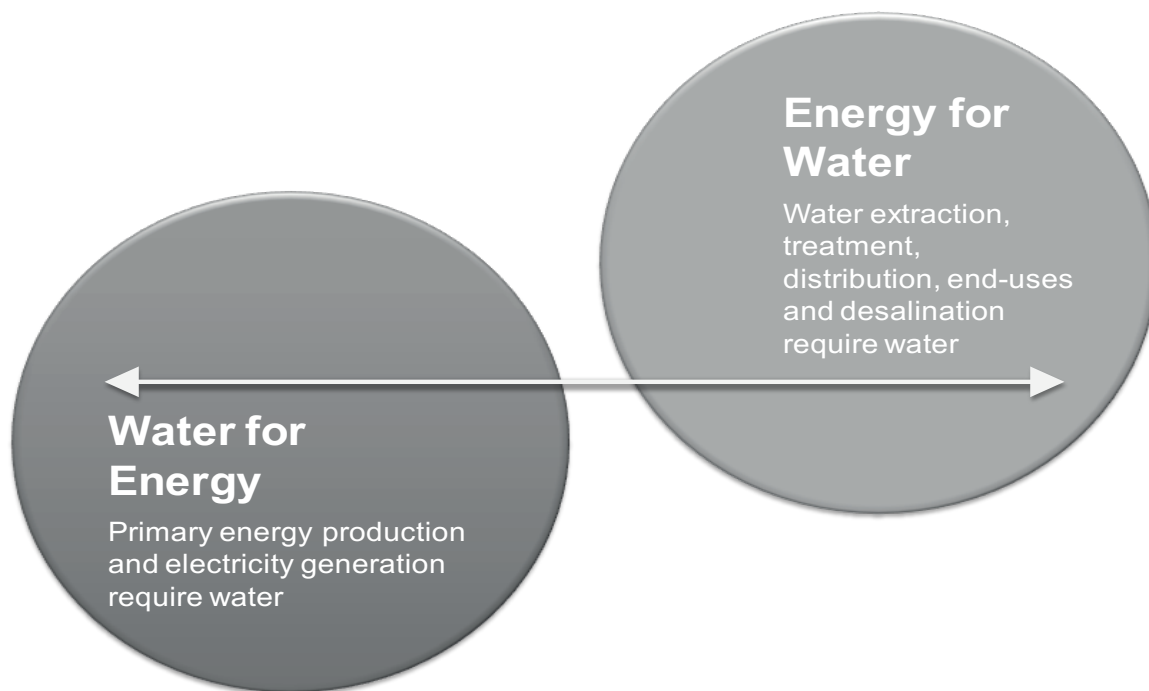 Energy for
Water
Water extraction,
treatment,
distribution, end-uses
and desalination
require water
Water for
Energy
Primary energy production
and electricity generation
require water